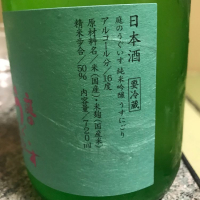 日本酒
要冷蔵
庭のうぐいす 純米吟醸 うすにごり
アルコール分/16度
原材料名/米(国産)・米麹(国産米)
精米歩合/50% 内容量/720ml